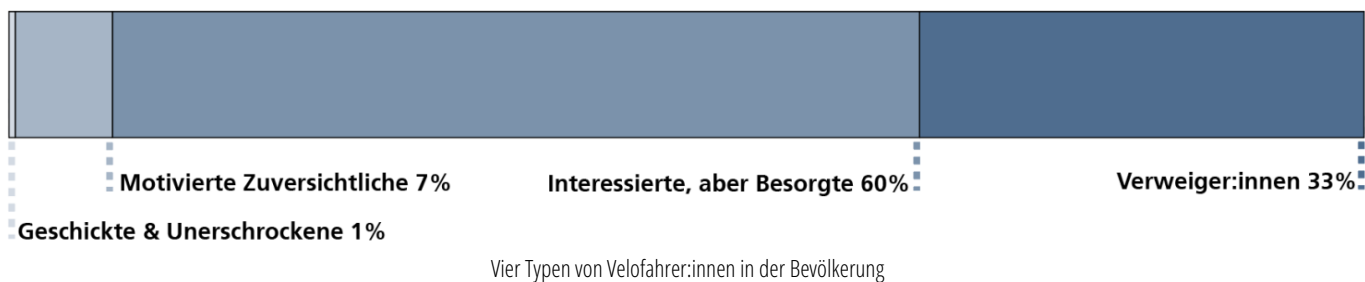 Motivierte Zuversichtliche 7%
Interessierte, aber Besorgte 60%
Verweiger:innen 33%
Geschickte & Unerschrockene 1%
Vier Typen von Velofahrer:innen in der Bevölkerung